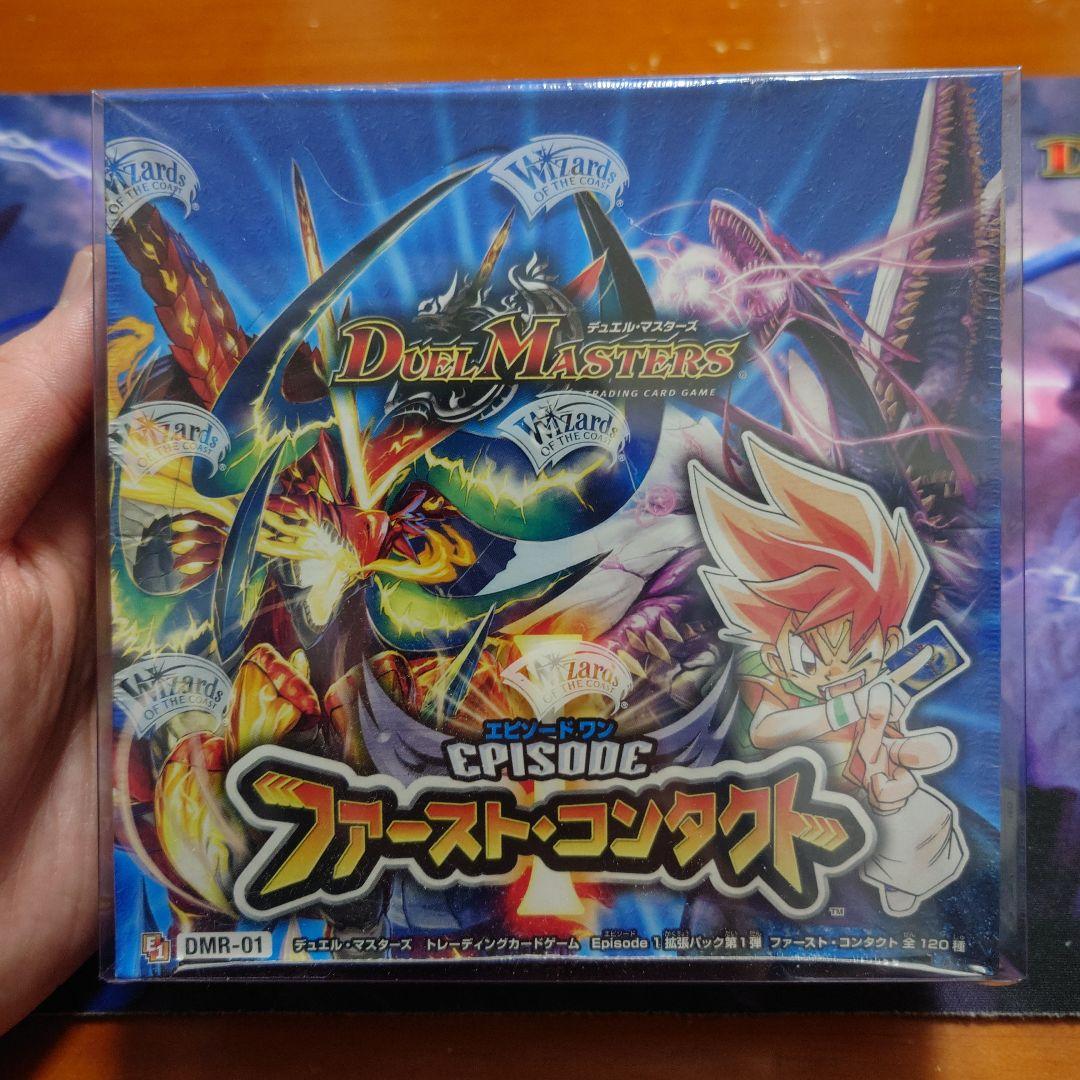 Wizards
OF THE COAST
Wizards
OF THE COAST
デュエル・マスターズ
DUEL MASTERS
TRADING CARD GAME
Wizards
OF THE COAST
Wizards
OF THE COAST
Wizards
OF THE COAST
Wizards
OF THE COAST
エピソード ワン
EPISODE
1
ファースト・コンタクト
TM
E1 DMR-01 デュエル・マスターズ トレーディングカードゲーム Episode 1 拡張パック第1弾 ファースト・コンタクト 全120種